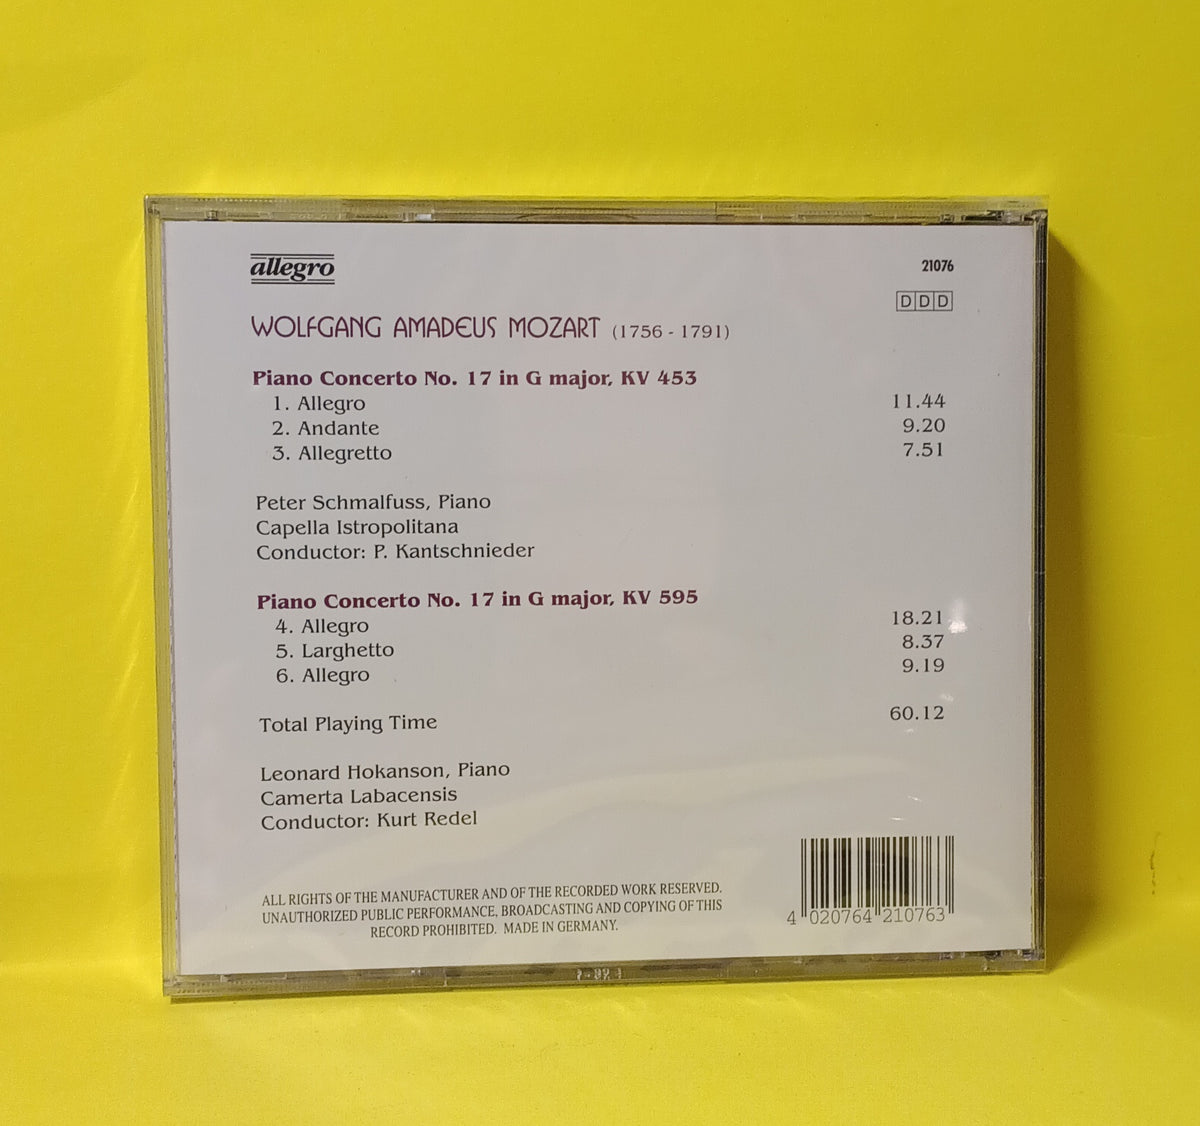 allegro
21076
DDD
WOLFGANG AMADEUS MOZART (1756 - 1791)
Piano Concerto No. 17 in G major, KV 453
1. Allegro 11.44
2. Andante 9.20
3. Allegretto 7.51
Peter Schmalfuss, Piano
Capella Istropolitana
Conductor: P. Kantschnieder
Piano Concerto No. 17 in G major, KV 595
4. Allegro 18.21
5. Larghetto 8.37
6. Allegro 9.19
Total Playing Time 60.12
Leonard Hokanson, Piano
Camerta Labacensis
Conductor: Kurt Redel
ALL RIGHTS OF THE MANUFACTURER AND OF THE RECORDED WORK RESERVED.
UNAUTHORIZED PUBLIC PERFORMANCE, BROADCASTING AND COPYING OF THIS
RECORD PROHIBITED. MADE IN GERMANY.
4 020764 210763